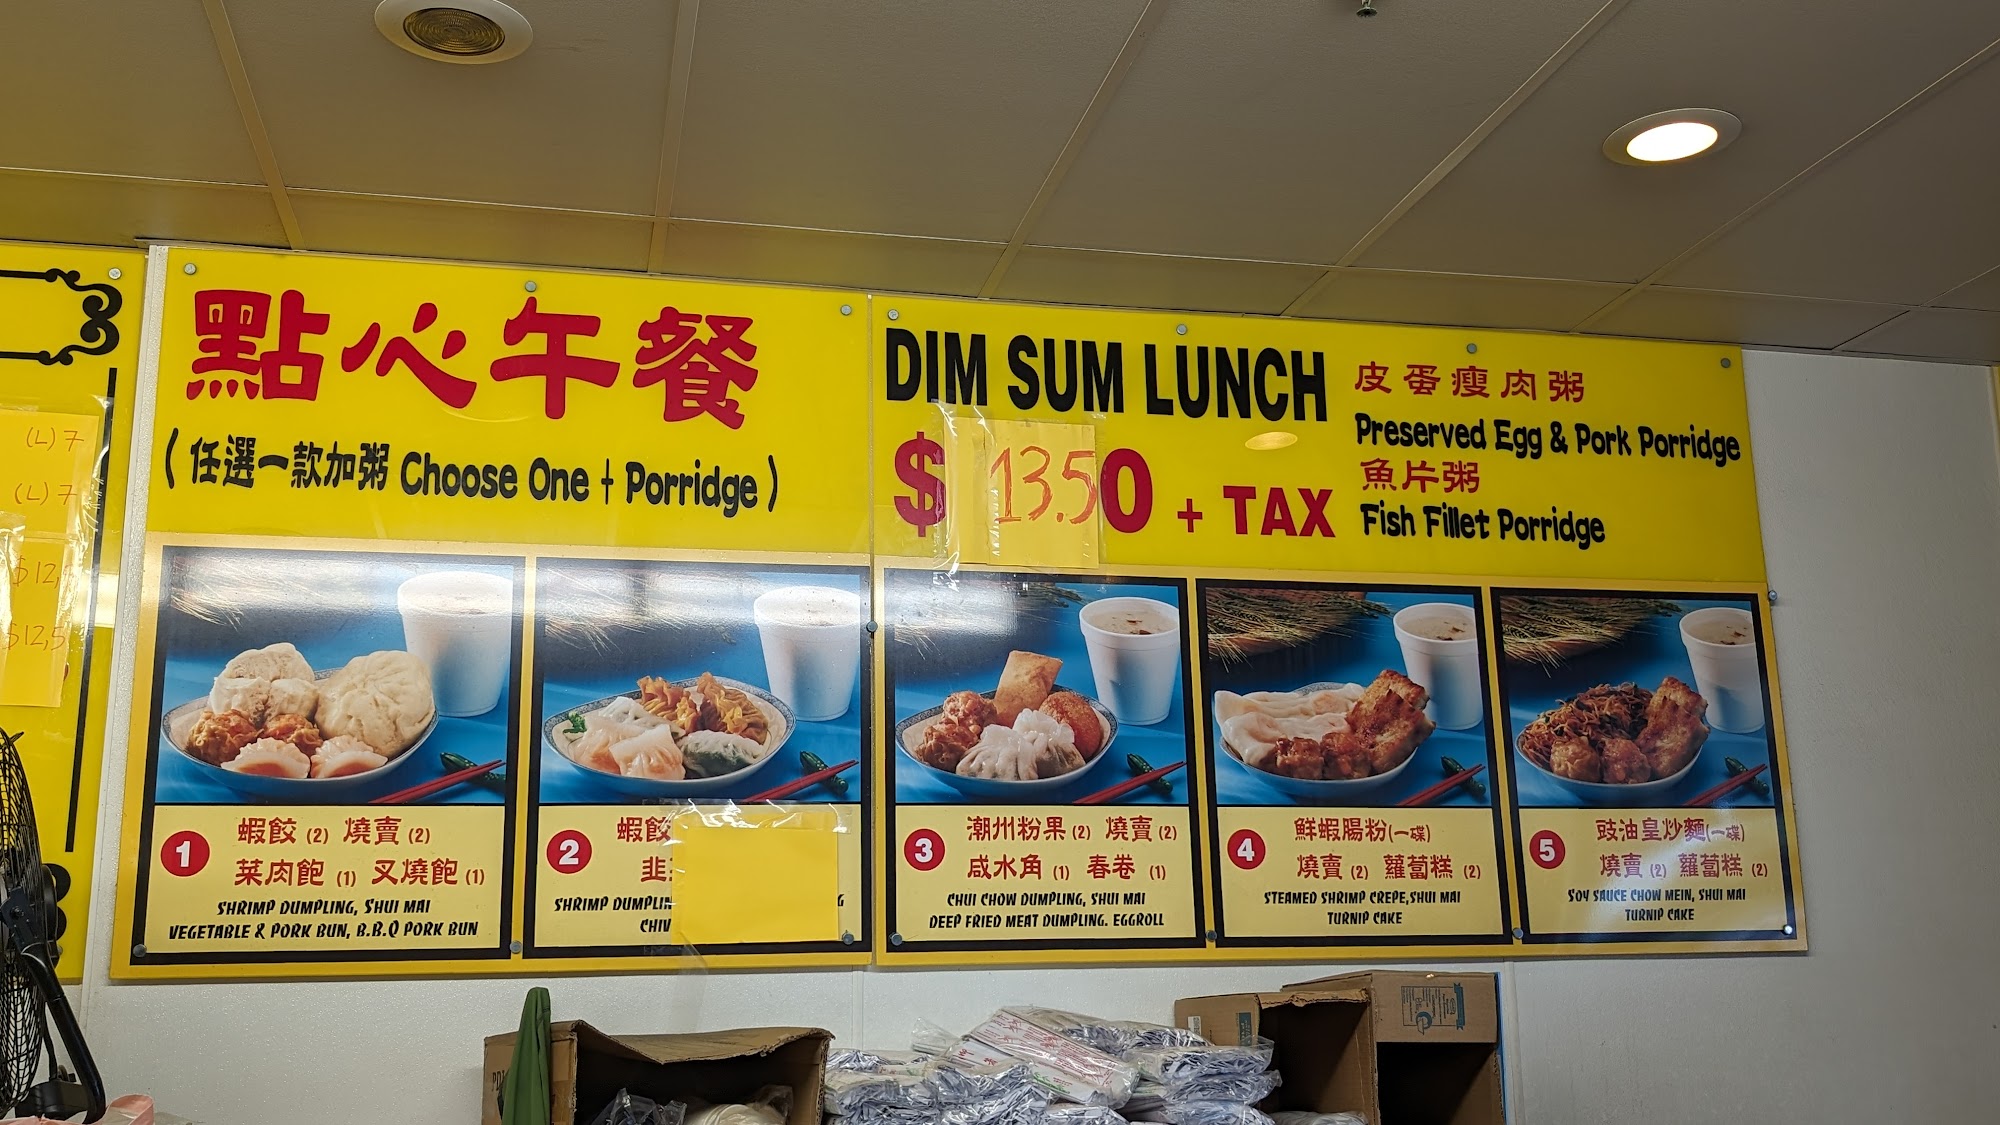 (L) 7
(L) 7
$12,
$12,5
點心午餐
( 任選一款加粥 Choose One + Porridge )
DIM SUM LUNCH
$ 13.50 + TAX
皮蛋瘦肉粥
Preserved Egg & Pork Porridge
魚片粥
Fish Fillet Porridge
1
蝦餃 (2) 燒賣 (2)
菜肉飽 (1) 叉燒飽 (1)
SHRIMP DUMPLING, SHUI MAI
VEGETABLE & PORK BUN, B.B.Q PORK BUN
2
蝦餃
韭
SHRIMP DUMPLIN
G
CHIV
3
潮州粉果 (2) 燒賣 (2)
咸水角 (1) 春卷 (1)
CHUI CHOW DUMPLING, SHUI MAI
DEEP FRIED MEAT DUMPLING. EGGROLL
4
鮮蝦腸粉(一碟)
燒賣 (2) 蘿蔔糕 (2)
STEAMED SHRIMP CREPE,SHUI MAI
TURNIP CAKE
5
豉油皇炒麵(一碟)
燒賣 (2) 蘿蔔糕 (2)
SOY SAUCE CHOW MEIN, SHUI MAI
TURNIP CAKE